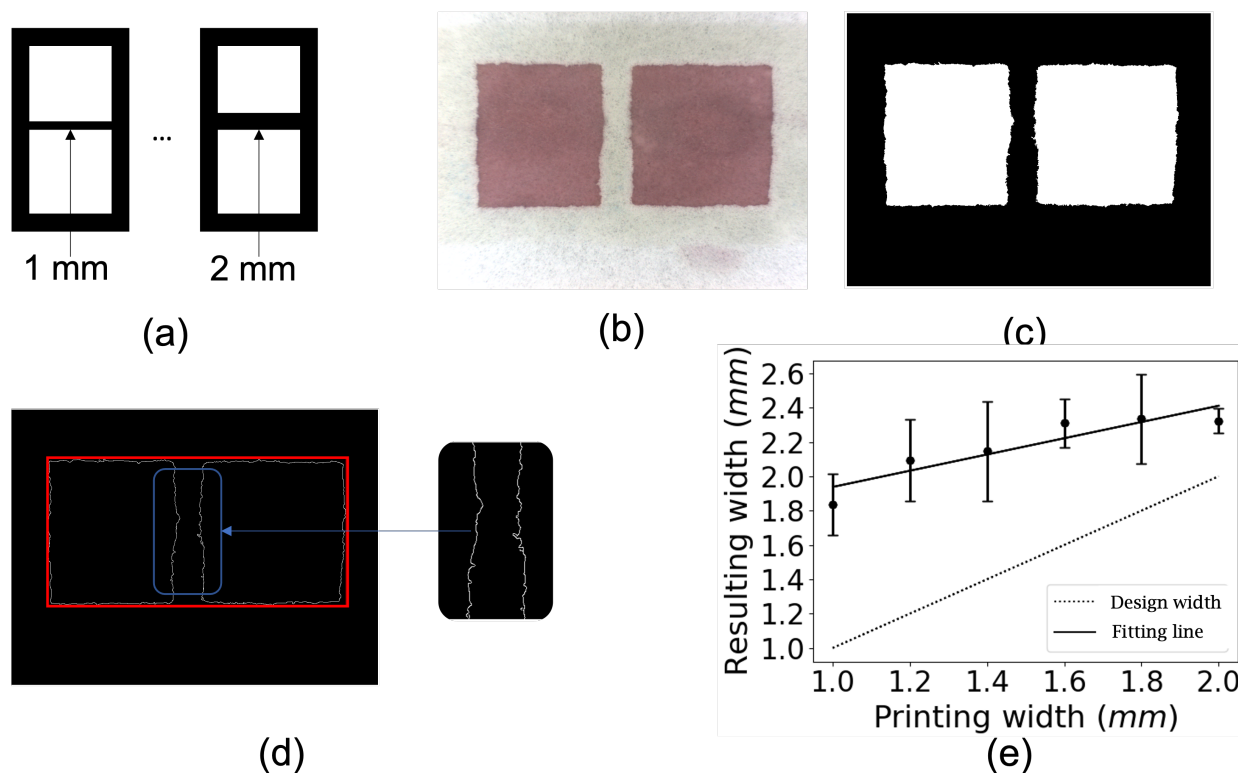 ...
1 mm
2 mm
(a)
(b)
(c)
(d)
Resulting width (mm)
2.6
2.4
2.2
2.0
1.8
1.6
1.4
1.2
1.0
Design width
Fitting line
1.0 1.2 1.4 1.6 1.8 2.0
Printing width (mm)
(e)